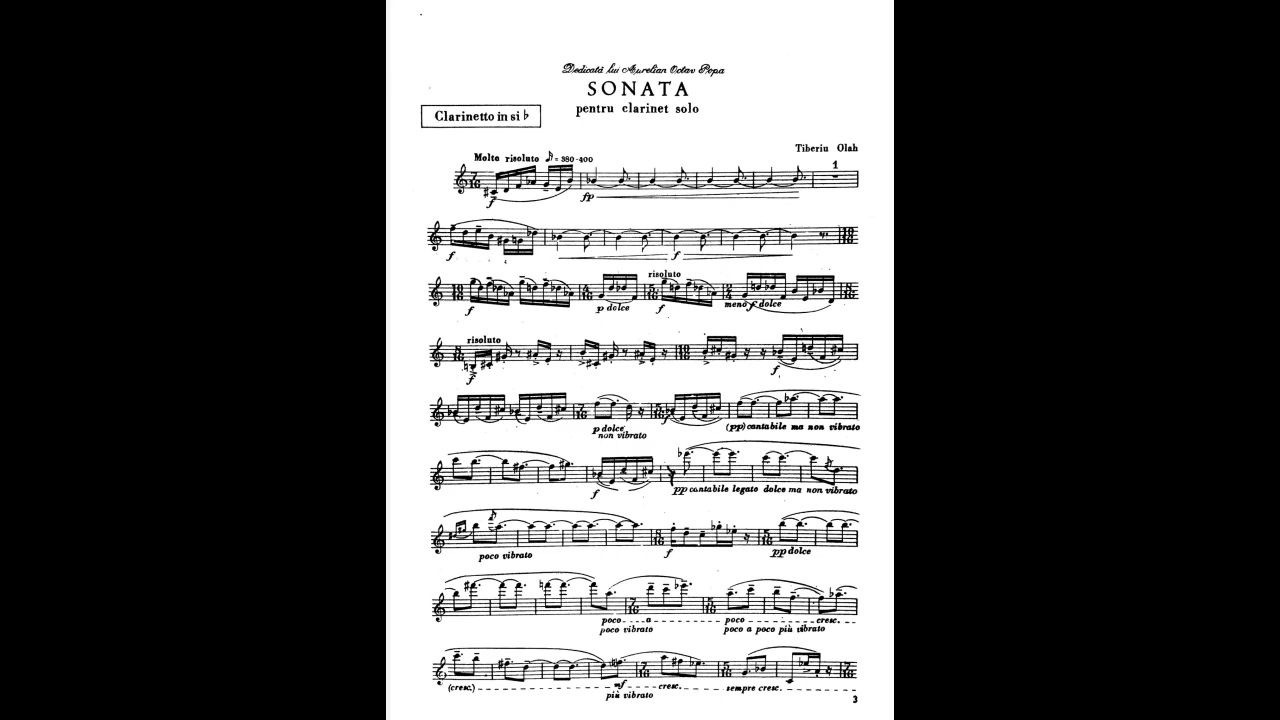 Dedicată lui Aurelian Octav Popa
SONATA
pentru clarinet solo
Clarinetto in si ♭
Tiberiu Olah
Molto risoluto ♪ = 380-400
1
f
fp
f
f
risoluto
f
p dolce
f
meno f dolce
risoluto
f
f
p dolce
non vibrato
f
(pp) cantabile ma non vibrato
f
pp cantabile legato dolce ma non vibrato
poco vibrato
f
pp dolce
poco a poco cresc.
poco vibrato
poco a poco più vibrato
(cresc.) mf cresc. sempre cresc.
più vibrato
3